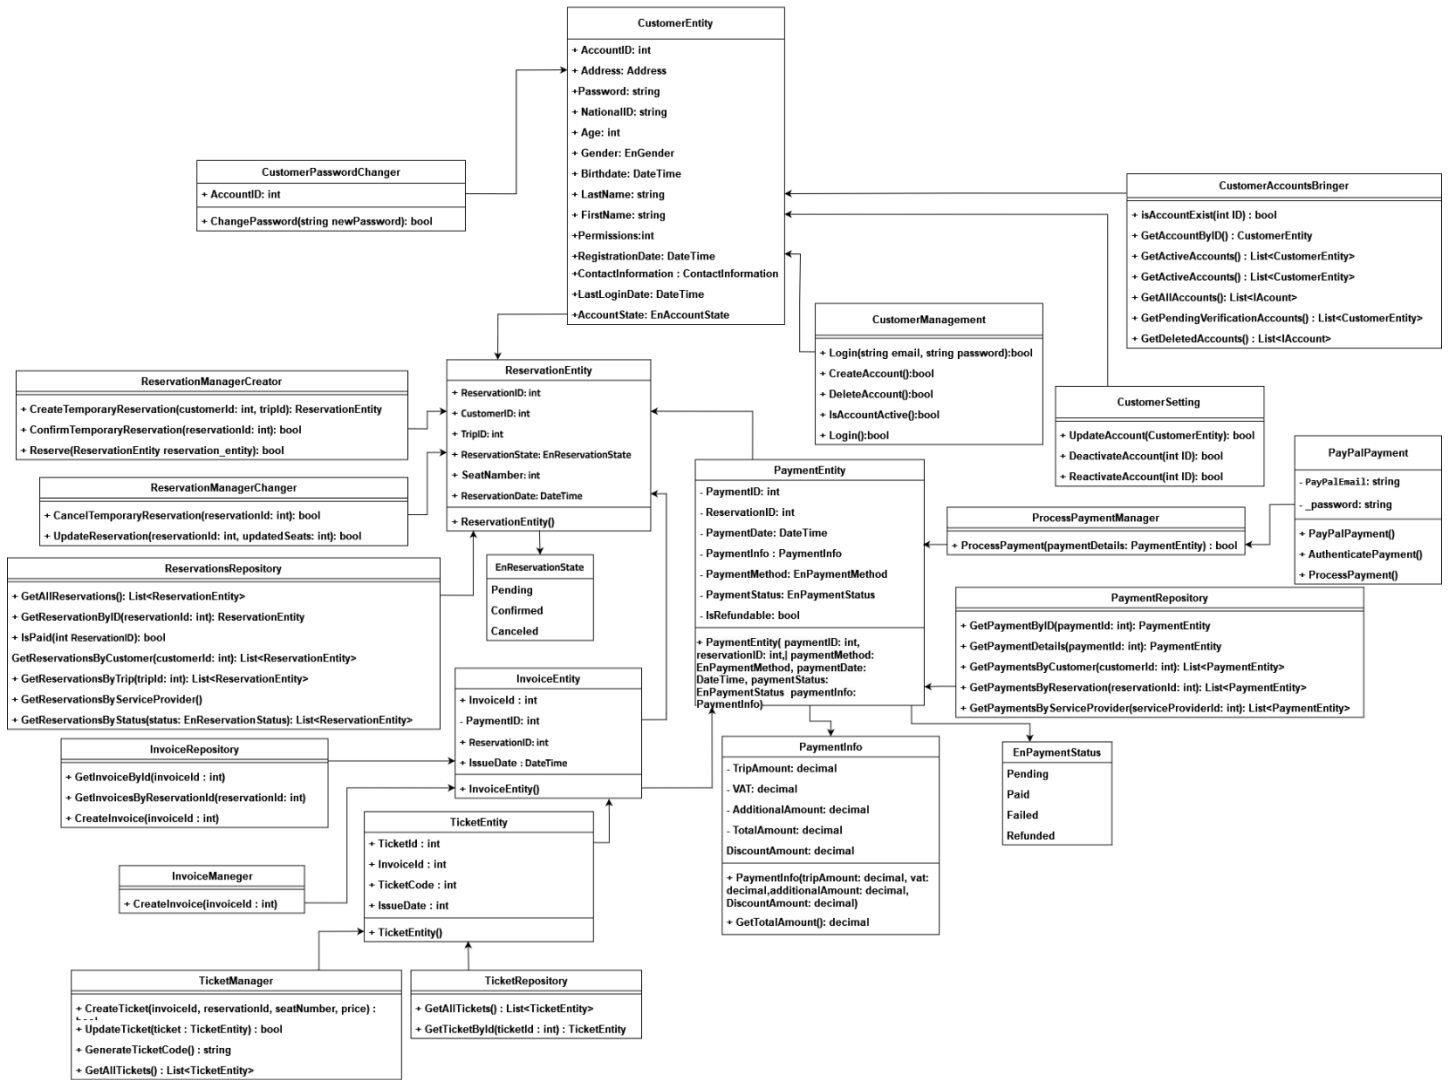 CustomerEntity
+ AccountID: int
+ Address: Address
+Password: string
+ NationalID: string
+ Age: int
+ Gender: EnGender
+ Birthdate: DateTime
+ LastName: string
+ FirstName: string
+Permissions:int
+RegistrationDate: DateTime
+ContactInformation : ContactInformation
+LastLoginDate: DateTime
+AccountState: EnAccountState
CustomerPasswordChanger
+ AccountID: int
+ ChangePassword(string newPassword): bool
CustomerAccountsBringer
+ isAccountExist(int ID) : bool
+ GetAccountByID() : CustomerEntity
+ GetActiveAccounts() : List<CustomerEntity>
+ GetActiveAccounts() : List<CustomerEntity>
+ GetAllAccounts(): List<IAcount>
+ GetPendingVerificationAccounts() : List<CustomerEntity>
+ GetDeletedAccounts() : List<IAccount>
CustomerManagement
+ Login(string email, string password):bool
+ CreateAccount():bool
+ DeleteAccount():bool
+ IsAccountActive():bool
+ Login():bool
CustomerSetting
+ UpdateAccount(CustomerEntity): bool
+ DeactivateAccount(int ID): bool
+ ReactivateAccount(int ID): bool
ReservationEntity
+ ReservationID: int
+ CustomerID: int
+ TripID: int
+ ReservationState: EnReservationState
+ SeatNamber: int
+ ReservationDate: DateTime
+ ReservationEntity()
ReservationManagerCreator
+ CreateTemporaryReservation(customerId: int, tripId): ReservationEntity
+ ConfirmTemporaryReservation(reservationId: int): bool
+ Reserve(ReservationEntity reservation_entity): bool
ReservationManagerChanger
+ CancelTemporaryReservation(reservationId: int): bool
+ UpdateReservation(reservationId: int, updatedSeats: int): bool
ReservationsRepository
+ GetAllReservations(): List<ReservationEntity>
+ GetReservationByID(reservationId: int): ReservationEntity
+ IsPaid(int ReservationID): bool
GetReservationsByCustomer(customerId: int): List<ReservationEntity>
+ GetReservationsByTrip(tripId: int): List<ReservationEntity>
+ GetReservationsByServiceProvider()
+ GetReservationsByStatus(status: EnReservationStatus): List<ReservationEntity>
EnReservationState
Pending
Confirmed
Canceled
PaymentEntity
- PaymentID: int
- ReservationID: int
- PaymentDate: DateTime
- PaymentInfo : PaymentInfo
- PaymentMethod: EnPaymentMethod
- PaymentStatus: EnPaymentStatus
- IsRefundable: bool
+ PaymentEntity( paymentID: int,
reservationID: int,| paymentMethod:
EnPaymentMethod, paymentDate:
DateTime, paymentStatus:
EnPaymentStatus paymentInfo:
PaymentInfo)
ProcessPaymentManager
+ ProcessPayment(paymentDetails: PaymentEntity) : bool
PayPalPayment
- PayPalEmail: string
- _password: string
+ PayPalPayment()
+ AuthenticatePayment()
+ ProcessPayment()
PaymentRepository
+ GetPaymentByID(paymentId: int): PaymentEntity
+ GetPaymentDetails(paymentId: int): PaymentEntity
+ GetPaymentsByCustomer(customerId: int): List<PaymentEntity>
+ GetPaymentsByReservation(reservationId: int): List<PaymentEntity>
+ GetPaymentsByServiceProvider(serviceProviderId: int): List<PaymentEntity>
InvoiceEntity
+ InvoiceId : int
- PaymentID: int
+ ReservationID: int
+ IssueDate : DateTime
+ InvoiceEntity()
InvoiceRepository
+ GetInvoiceById(invoiceId : int)
+ GetInvoicesByReservationId(reservationId: int)
+ CreateInvoice(invoiceId : int)
InvoiceManeger
+ CreateInvoice(invoiceId : int)
PaymentInfo
- TripAmount: decimal
- VAT: decimal
- AdditionalAmount: decimal
- TotalAmount: decimal
DiscountAmount: decimal
+ PaymentInfo(tripAmount: decimal, vat:
decimal,additionalAmount: decimal,
DiscountAmount: decimal)
+ GetTotalAmount(): decimal
EnPaymentStatus
Pending
Paid
Failed
Refunded
TicketEntity
+ TicketId : int
+ InvoiceId : int
+ TicketCode : int
+ IssueDate : int
+ TicketEntity()
TicketManager
+ CreateTicket(invoiceId, reservationId, seatNumber, price) :
+ UpdateTicket(ticket : TicketEntity) : bool
+ GenerateTicketCode() : string
+ GetAllTickets() : List<TicketEntity>
TicketRepository
+ GetAllTickets() : List<TicketEntity>
+ GetTicketById(ticketId : int) : TicketEntity